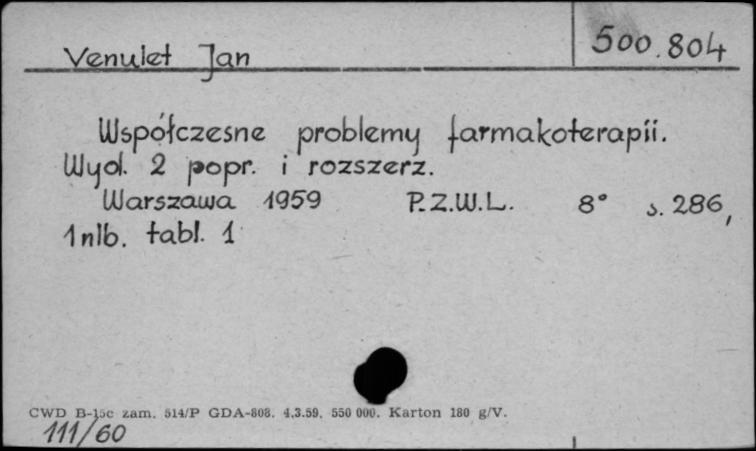 Venulet Jan 500.804
Współczesne problemy farmakoterapii.
Wyd. 2 popr. i rozszerz.
Warszawa 1959 P.Z.W.L. 8° s. 286,
1 nlb. tabl. 1
CWD B-15c zam. 514/P GDA-808. 4.3.59. 550 000. Karton 180 g/V.
111/60